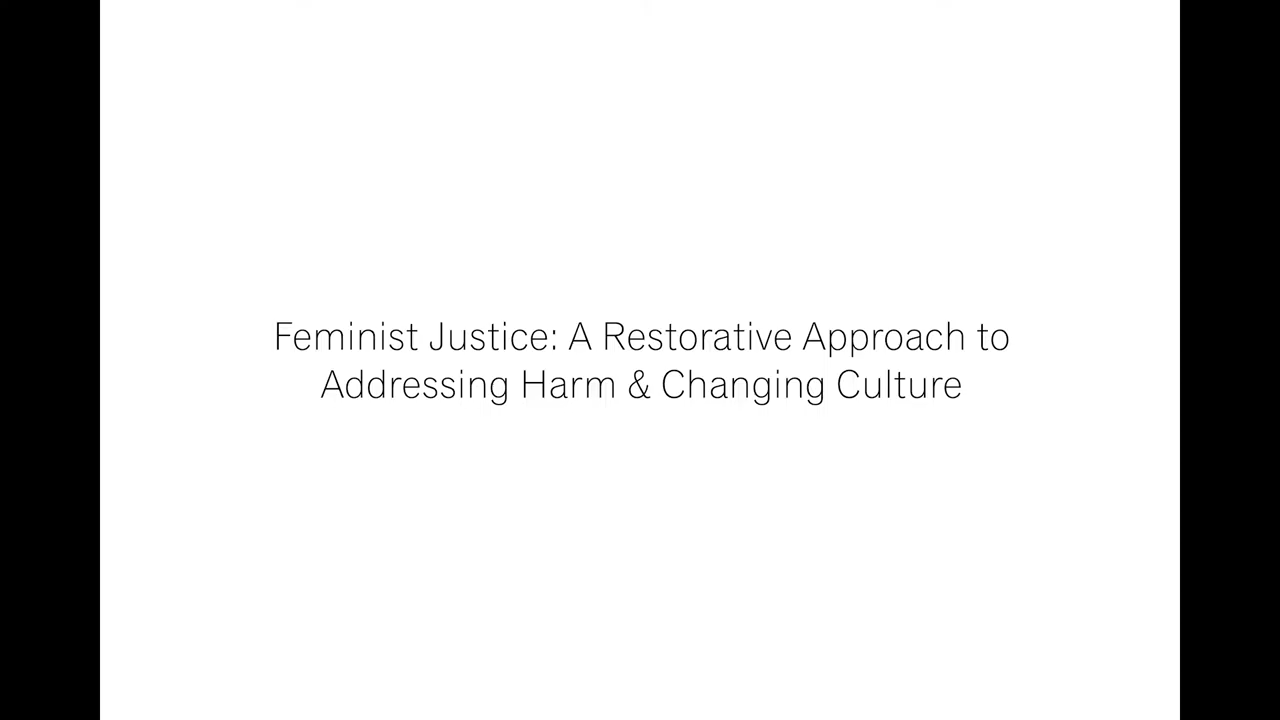 Feminist Justice: A Restorative Approach to
Addressing Harm & Changing Culture